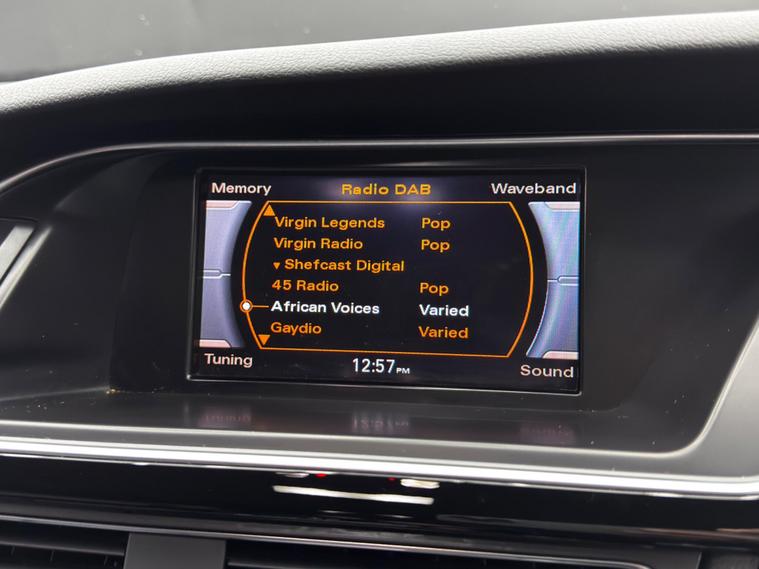 Memory Radio DAB Waveband
Virgin Legends Pop
Virgin Radio Pop
▼ Shefcast Digital
45 Radio Pop
African Voices Varied
Gaydio Varied
Tuning 12:57PM Sound